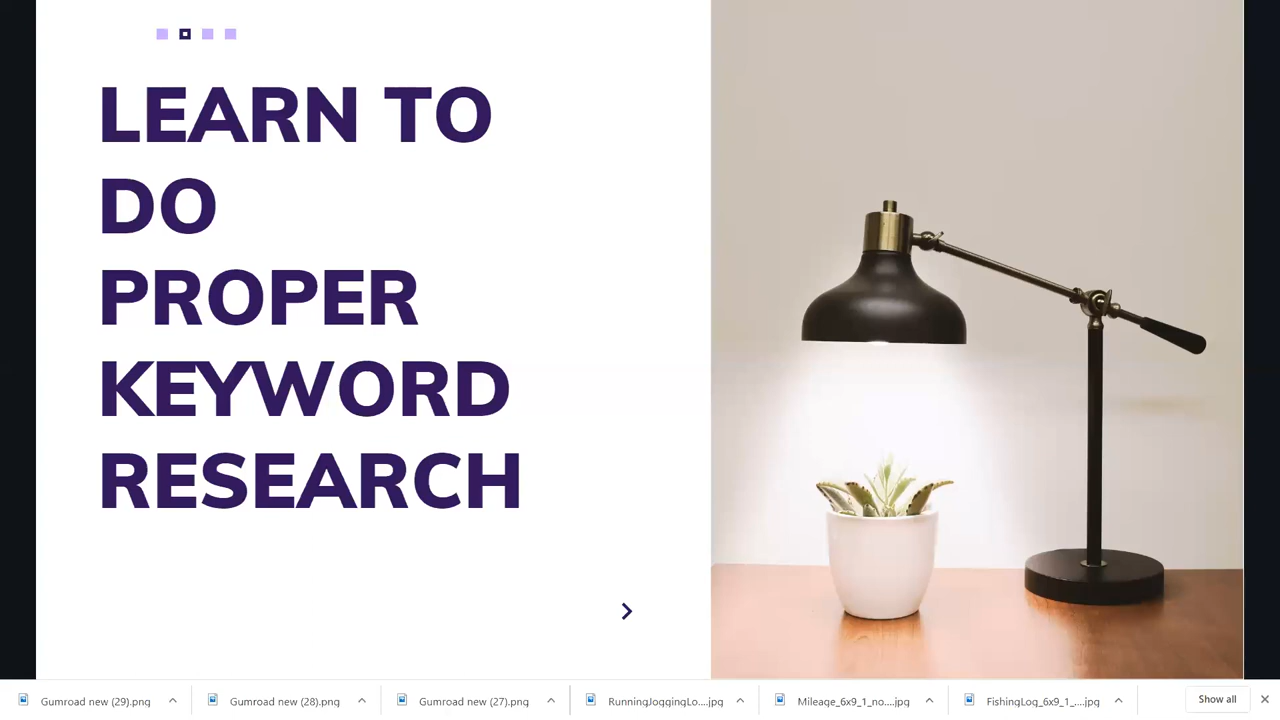 LEARN TO
DO
PROPER
KEYWORD
RESEARCH
Gumroad new (29).png
Gumroad new (28).png
Gumroad new (27).png
RunningJoggingLo....jpg
Mileage_6x9_1_no....jpg
FishingLog_6x9_1_....jpg
Show all